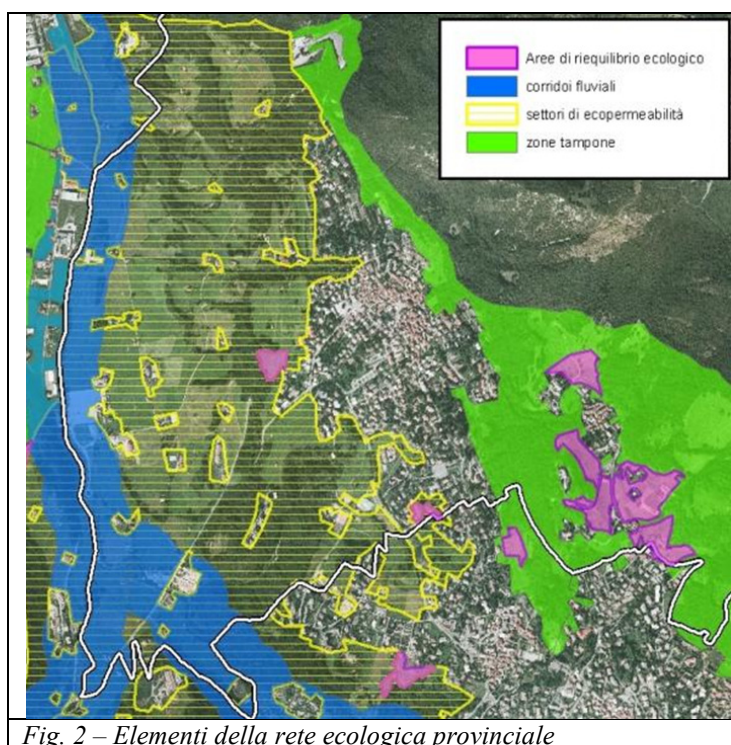 Aree di riequilibrio ecologico
corridoi fluviali
settori di ecopermeabilità
zone tampone
Fig. 2 – Elementi della rete ecologica provinciale